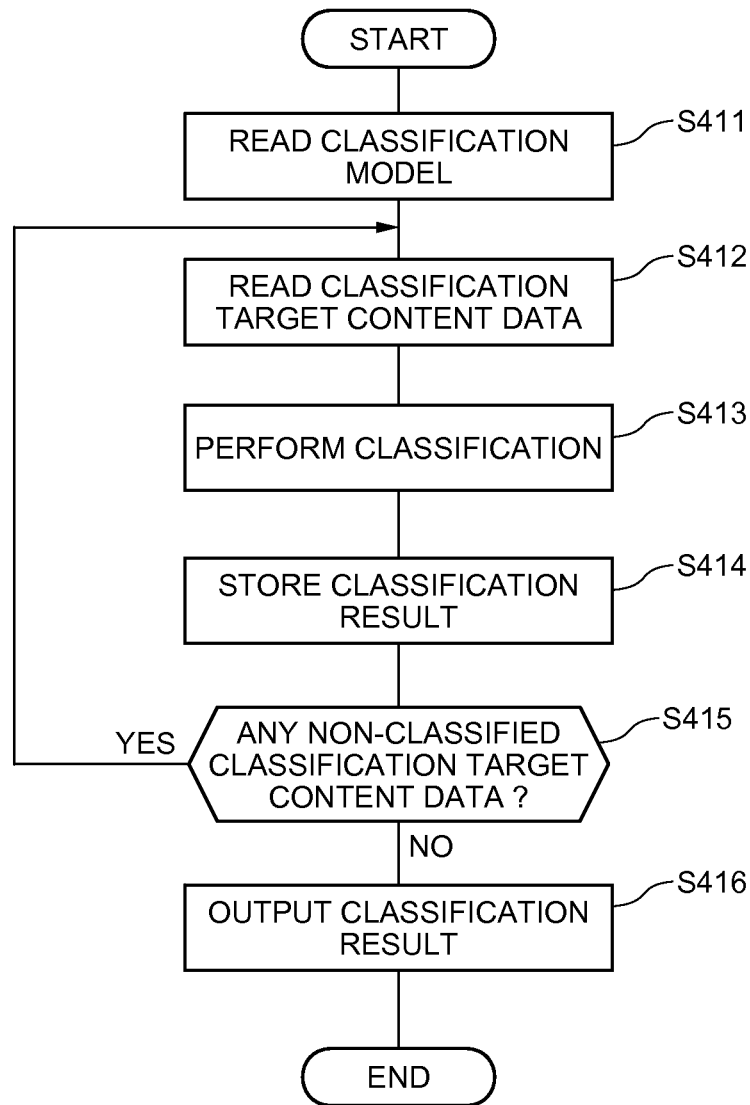 START
READ CLASSIFICATION
MODEL
S411
READ CLASSIFICATION
TARGET CONTENT DATA
S412
PERFORM CLASSIFICATION
S413
STORE CLASSIFICATION
RESULT
S414
ANY NON-CLASSIFIED
CLASSIFICATION TARGET
CONTENT DATA ?
S415
YES
NO
OUTPUT CLASSIFICATION
RESULT
S416
END